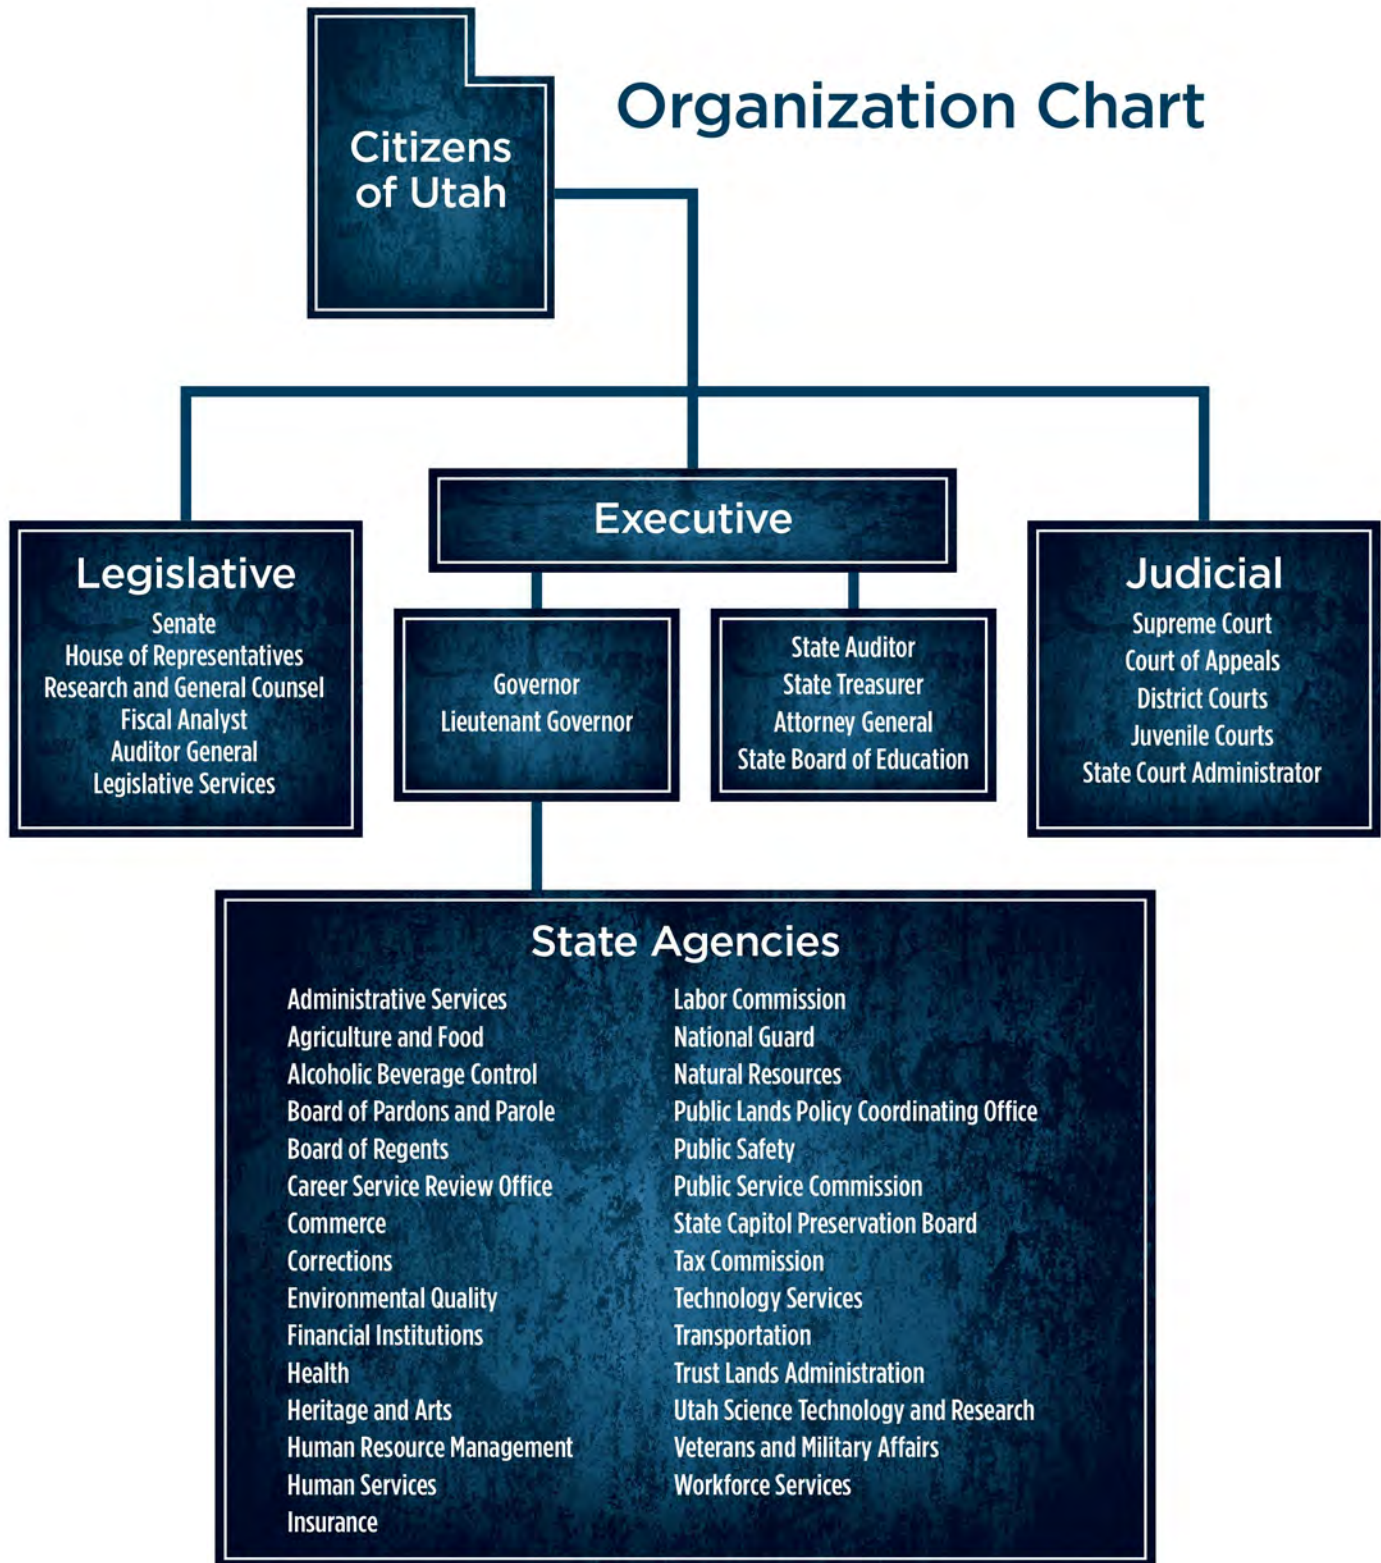 Citizens
of Utah
Organization Chart
Executive
Legislative
Senate
House of Representatives
Research and General Counsel
Fiscal Analyst
Auditor General
Legislative Services
Governor
Lieutenant Governor
State Auditor
State Treasurer
Attorney General
State Board of Education
Judicial
Supreme Court
Court of Appeals
District Courts
Juvenile Courts
State Court Administrator
State Agencies
Administrative Services
Agriculture and Food
Alcoholic Beverage Control
Board of Pardons and Parole
Board of Regents
Career Service Review Office
Commerce
Corrections
Environmental Quality
Financial Institutions
Health
Heritage and Arts
Human Resource Management
Human Services
Insurance
Labor Commission
National Guard
Natural Resources
Public Lands Policy Coordinating Office
Public Safety
Public Service Commission
State Capitol Preservation Board
Tax Commission
Technology Services
Transportation
Trust Lands Administration
Utah Science Technology and Research
Veterans and Military Affairs
Workforce Services